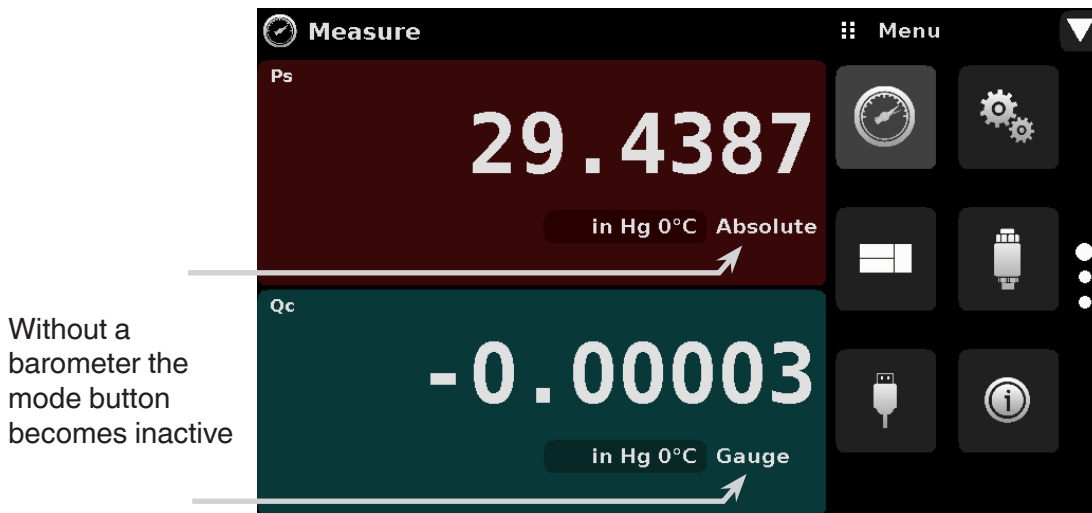 Measure
Menu
Ps
29.4387
in Hg 0°C Absolute
Without a
barometer the
mode button
becomes inactive
Qc
-0.00003
in Hg 0°C Gauge